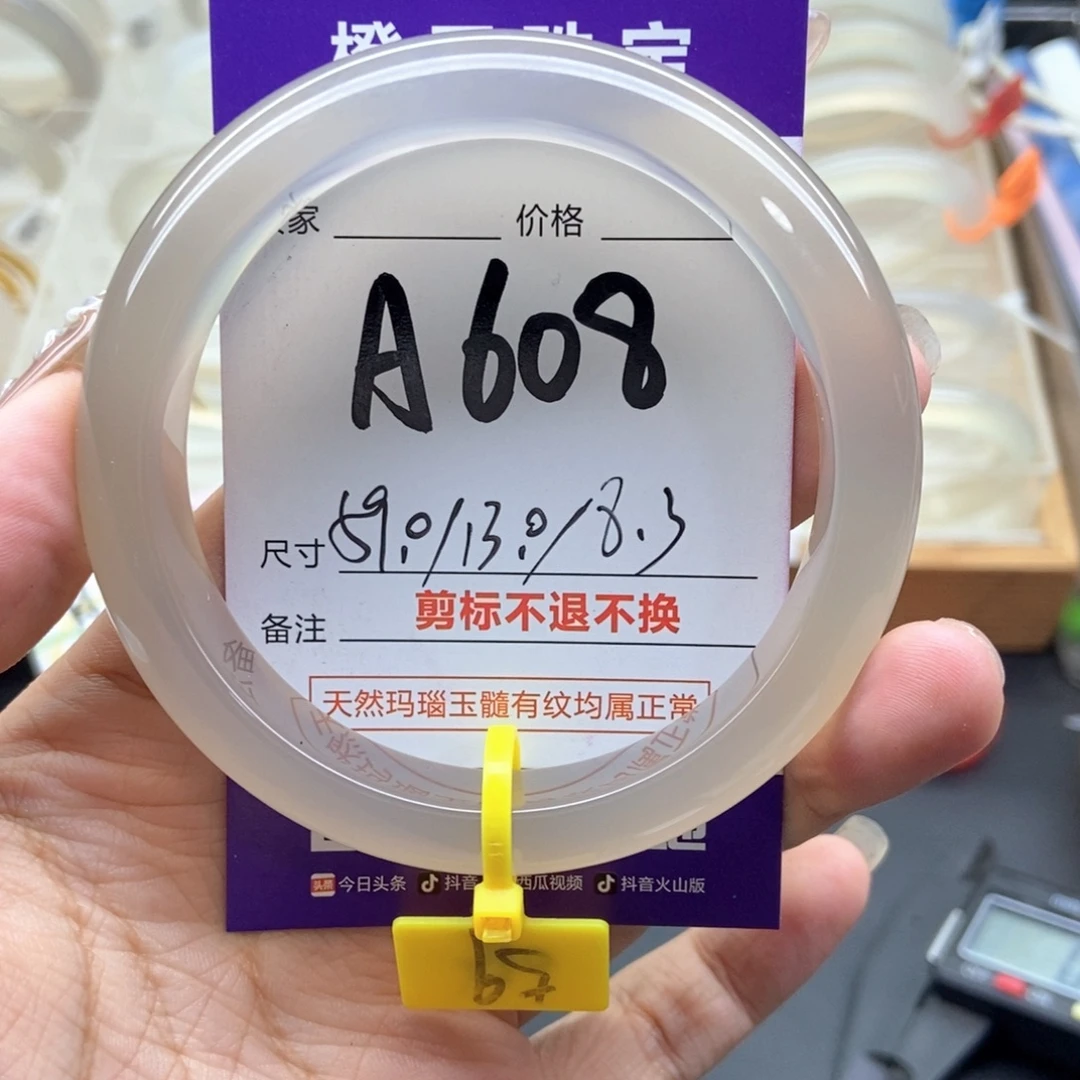 家 价格
A608
尺寸 59.0/13.0/8.3
备注 剪标不退不换
天然玛瑙玉髓有纹均属正常
今日头条 抖音 西瓜视频 抖音火山版